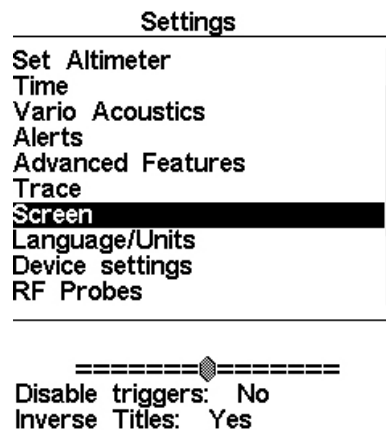 Settings
Set Altimeter
Time
Vario Acoustics
Alerts
Advanced Features
Trace
Screen
Language/Units
Device settings
RF Probes
Disable triggers: No
Inverse Titles: Yes